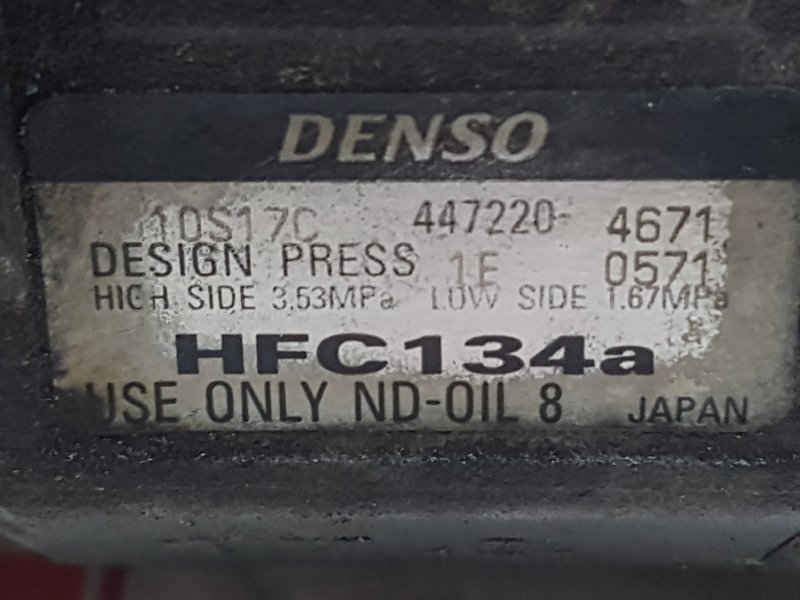 DENSO
10S17C 447220- 4671
DESIGN PRESS 1E 0571
HIGH SIDE 3.53MPa LOW SIDE 1.67MPa
HFC134a
USE ONLY ND-OIL 8 JAPAN